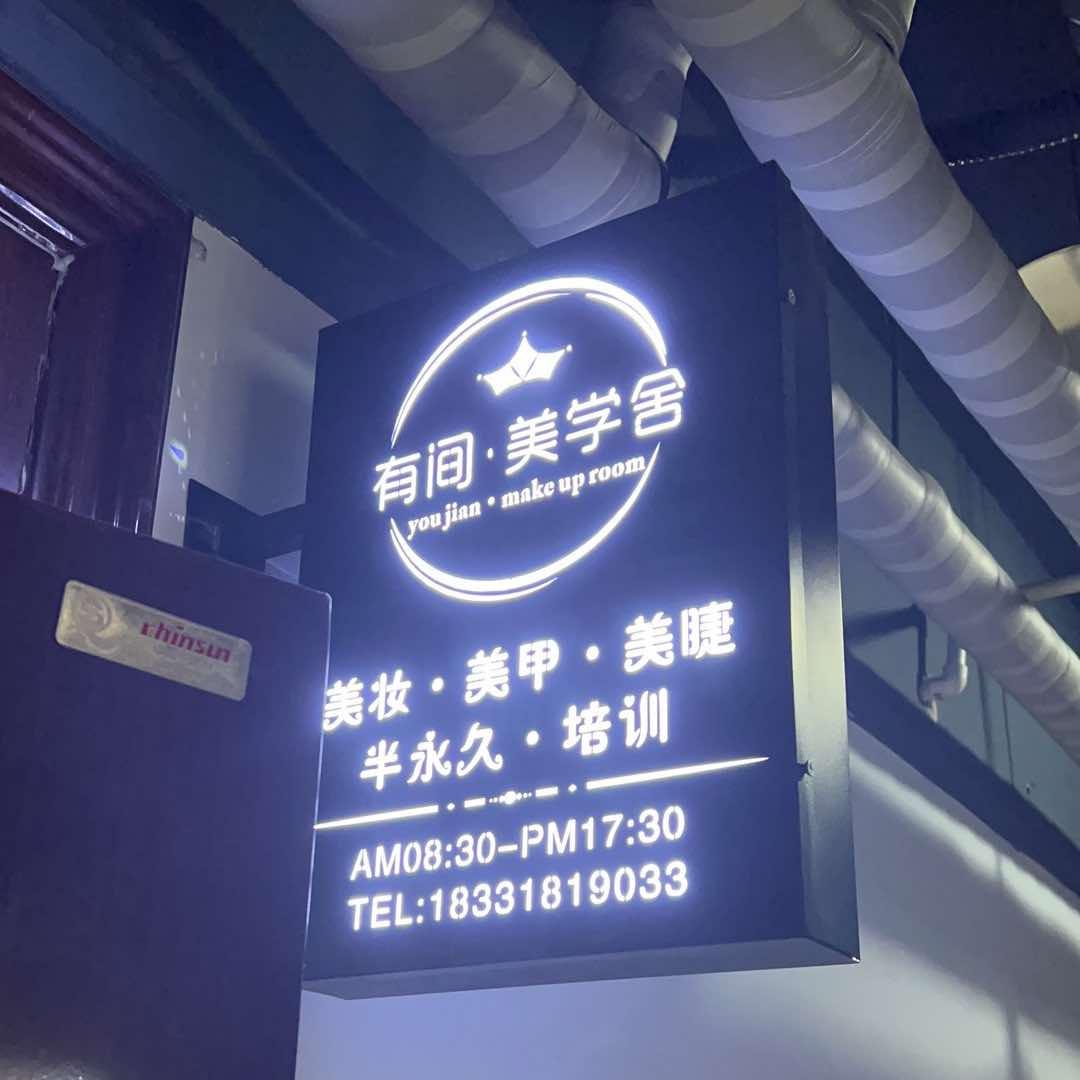 有间·美学舍
you jian • make up room
美妆·美甲·美睫
半永久·培训
AM08:30-PM17:30
TEL:18331819033
chinsun